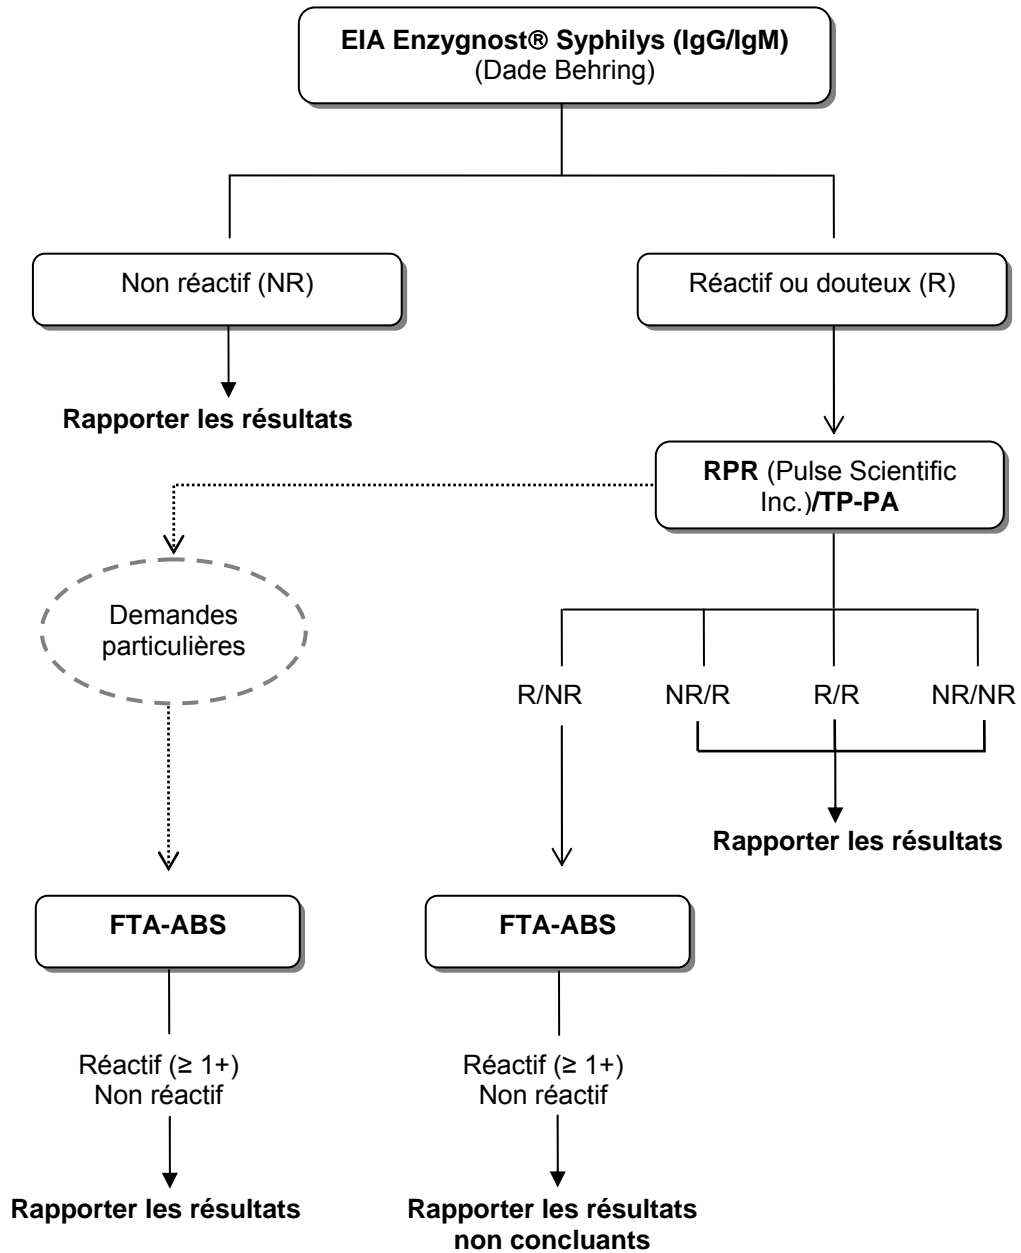 EIA Enzygnost® Syphilys (IgG/IgM)
(Dade Behring)
Non réactif (NR)
Réactif ou douteux (R)
Rapporter les résultats
RPR (Pulse Scientific
Inc.)/TP-PA
Demandes
particulières
R/NR
NR/R
R/R
NR/NR
Rapporter les résultats
FTA-ABS
FTA-ABS
Réactif (≥ 1+)
Non réactif
Réactif (≥ 1+)
Non réactif
Rapporter les résultats
Rapporter les résultats
non concluants